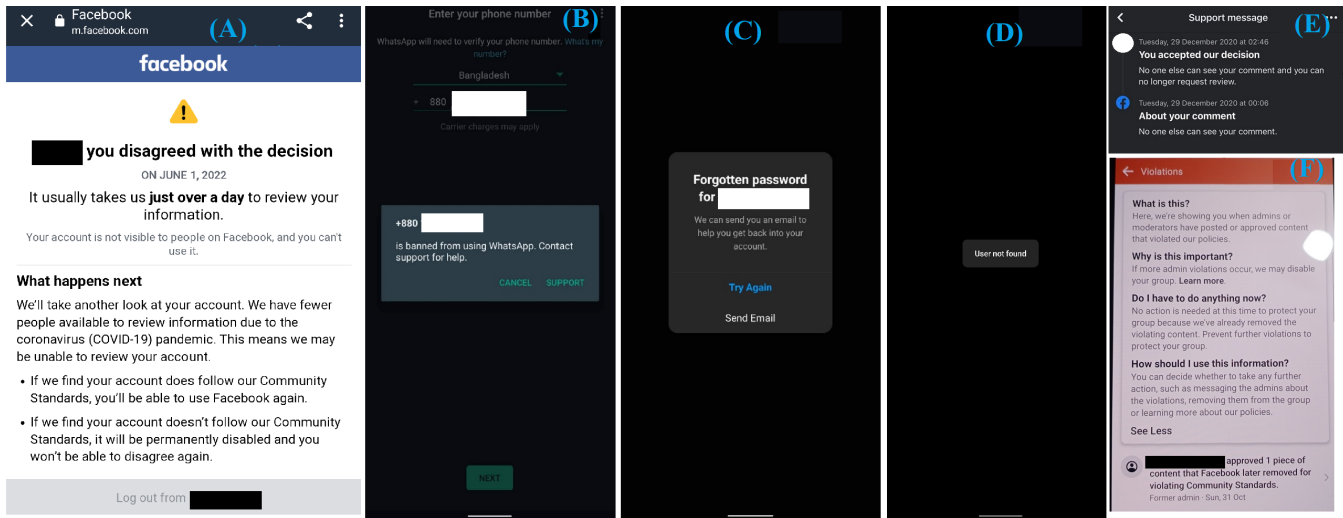 Facebook
m.facebook.com
(A)
facebook
you disagreed with the decision
ON JUNE 1, 2022
It usually takes us just over a day to review your
information.
Your account is not visible to people on Facebook, and you can't
use it.
What happens next
We'll take another look at your account. We have fewer
people available to review information due to the
coronavirus (COVID-19) pandemic. This means we may
be unable to review your account.
• If we find your account does follow our Community
Standards, you'll be able to use Facebook again.
• If we find your account doesn't follow our Community
Standards, it will be permanently disabled and you
won't be able to disagree again.
Log out from
Enter your phone number
(B)
WhatsApp will need to verify your phone number. What's my
number?
Bangladesh
+ 880
Carrier charges may apply
+880
is banned from using WhatsApp. Contact
support for help.
CANCEL SUPPORT
NEXT
(C)
Forgotten password
for
We can send you an email to
help you get back into your
account.
Try Again
Send Email
(D)
User not found
Support message
(E)
Tuesday, 29 December 2020 at 02:46
You accepted our decision
No one else can see your comment and you can
no longer request review.
Tuesday, 29 December 2020 at 00:06
About your comment
No one else can see your comment.
Violations
(F)
What is this?
Here, we're showing you when admins or
moderators have posted or approved content
that violated our policies.
Why is this important?
If more admin violations occur, we may disable
your group. Learn more.
Do I have to do anything now?
No action is needed at this time to protect your
group because we've already removed the
violating content. Prevent further violations to
protect your group.
How should I use this information?
You can decide whether to take any further
action, such as messaging the admins about
the violations, removing them from the group
or learning more about our policies.
See Less
approved 1 piece of
content that Facebook later removed for
violating Community Standards.
Former admin · Sun, 31 Oct